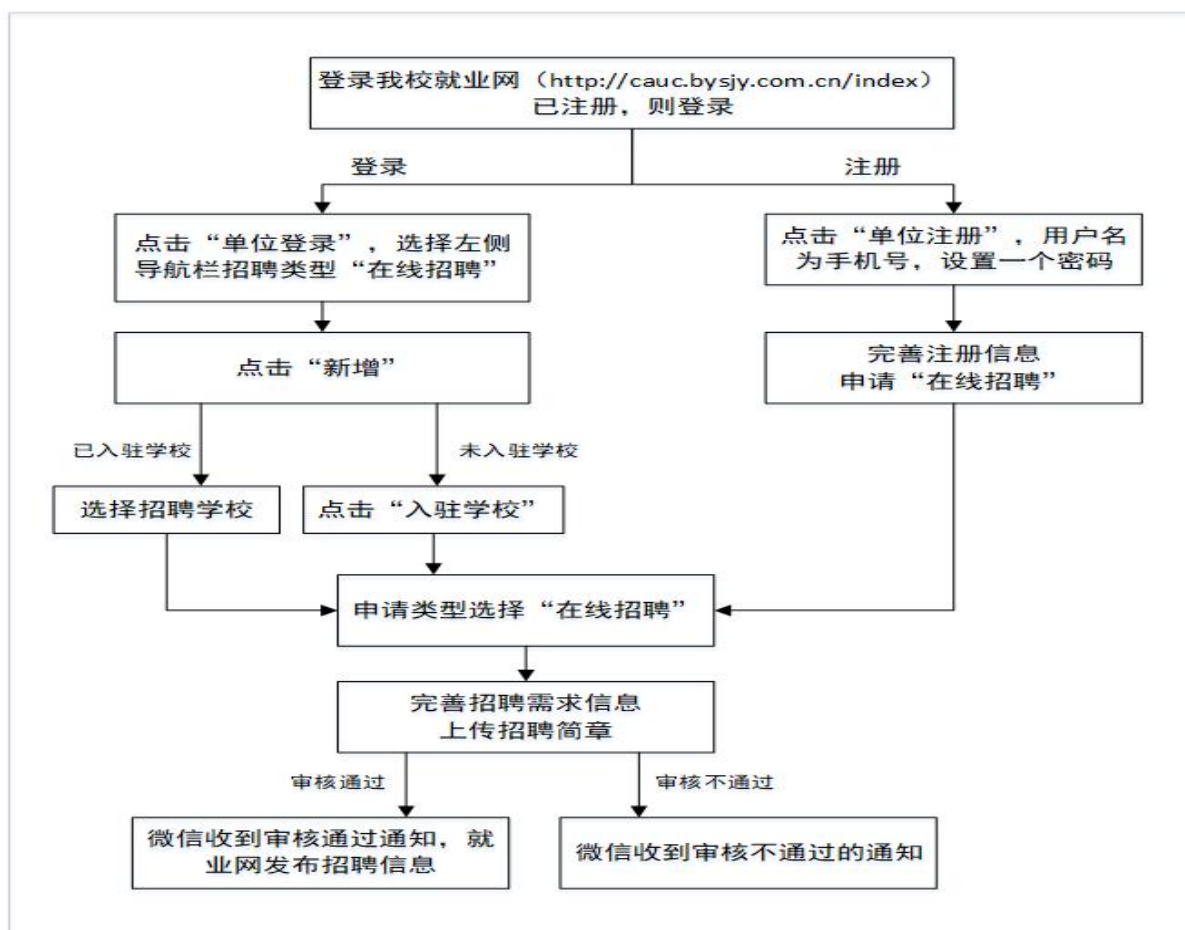 登录我校就业网（http://cauc.bysjy.com.cn/index）
已注册，则登录
登录
注册
点击“单位登录”，选择左侧
导航栏招聘类型“在线招聘”
点击“单位注册”，用户名
为手机号，设置一个密码
点击“新增”
完善注册信息
申请“在线招聘”
已入驻学校
未入驻学校
选择招聘学校
点击“入驻学校”
申请类型选择“在线招聘”
完善招聘需求信息
上传招聘简章
审核通过
审核不通过
微信收到审核通过通知，就
业网发布招聘信息
微信收到审核不通过的通知